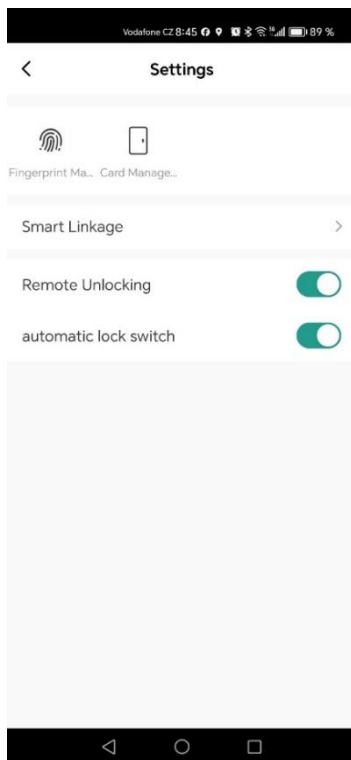 Vodafone CZ 8:45 89 %
Settings
Fingerprint Ma... Card Manage...
Smart Linkage
Remote Unlocking
automatic lock switch